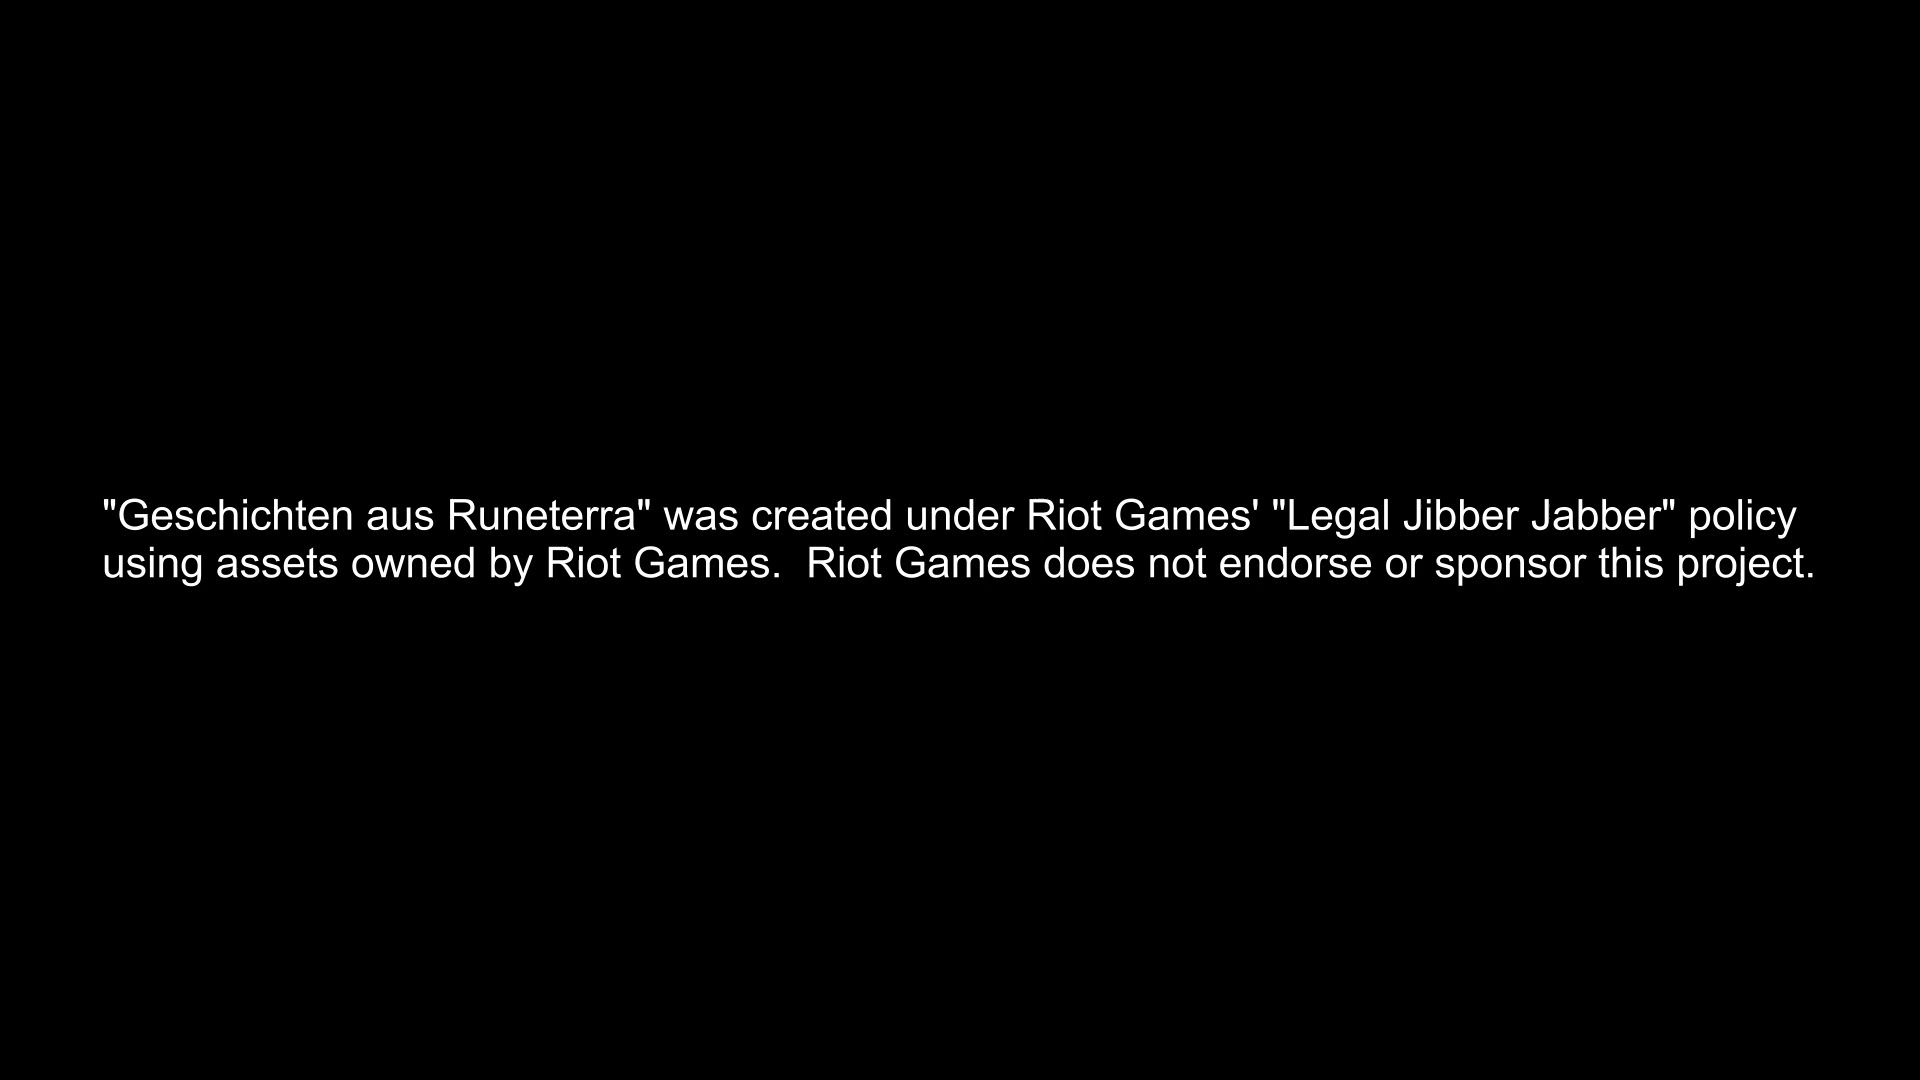 "Geschichten aus Runeterra" was created under Riot Games' "Legal Jibber Jabber" policy
using assets owned by Riot Games.  Riot Games does not endorse or sponsor this project.